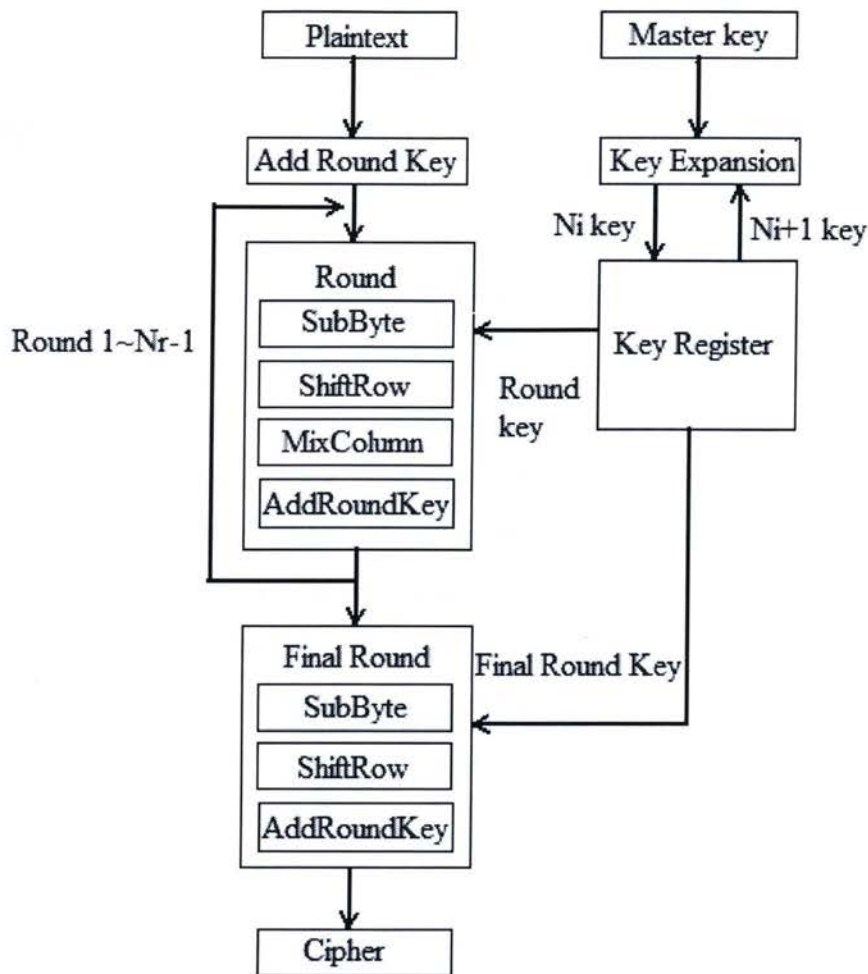 Plaintext
Master key
Add Round Key
Key Expansion
Ni key
Ni+1 key
Round
SubByte
ShiftRow
MixColumn
AddRoundKey
Round 1~Nr-1
Key Register
Round
key
Final Round
SubByte
ShiftRow
AddRoundKey
Final Round Key
Cipher